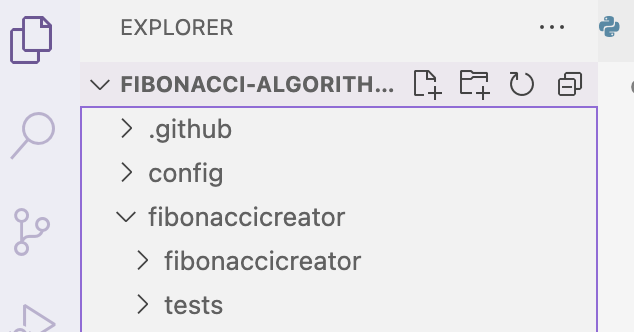 EXPLORER
FIBONACCI-ALGORITH...
.github
config
fibonaccicreator
fibonaccicreator
tests